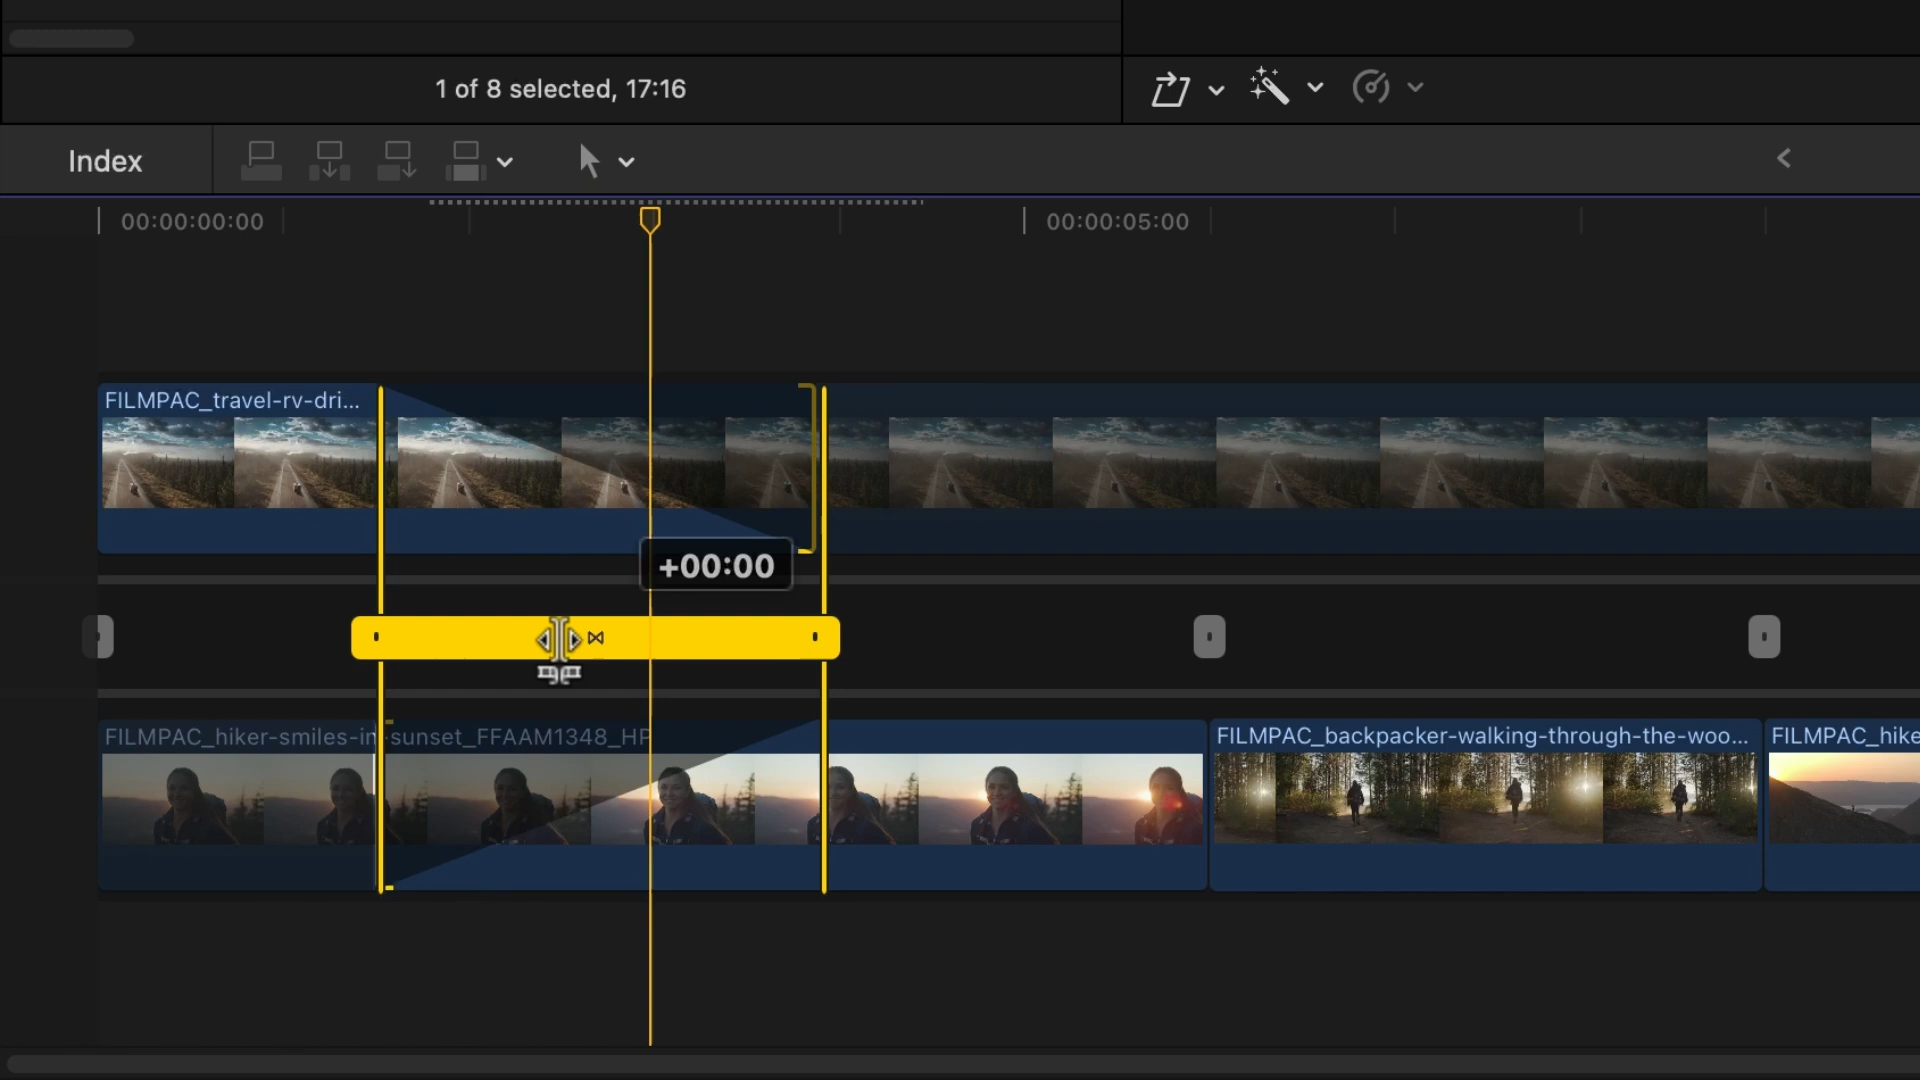 1 of 8 selected, 17:16
Index
00:00:00:00
00:00:05:00
FILMPAC_travel-rv-dri...
+00:00
FILMPAC_hiker-smiles-in-sunset_FFAAM1348_HP
FILMPAC_backpacker-walking-through-the-woo...
FILMPAC_hike